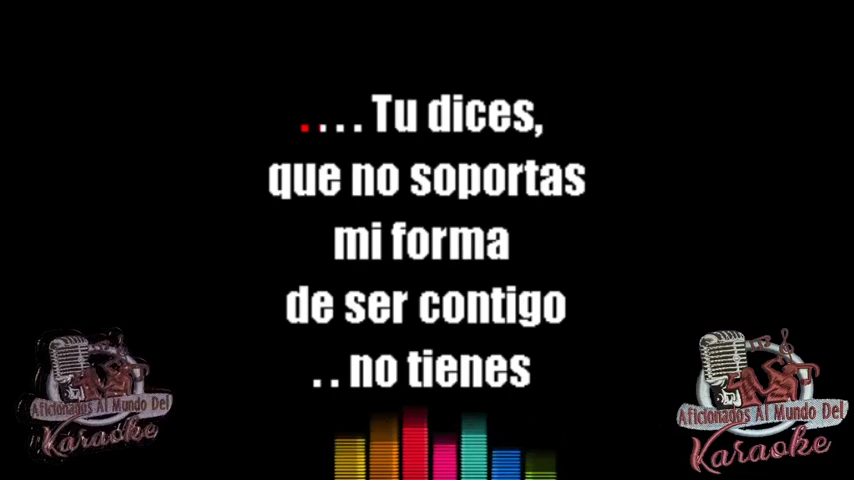 . . . . Tu dices,
que no soportas
mi forma
de ser contigo
. . no tienes
Aficionados Al Mundo Del
Karaoke
Aficionados Al Mundo Del
Karaoke